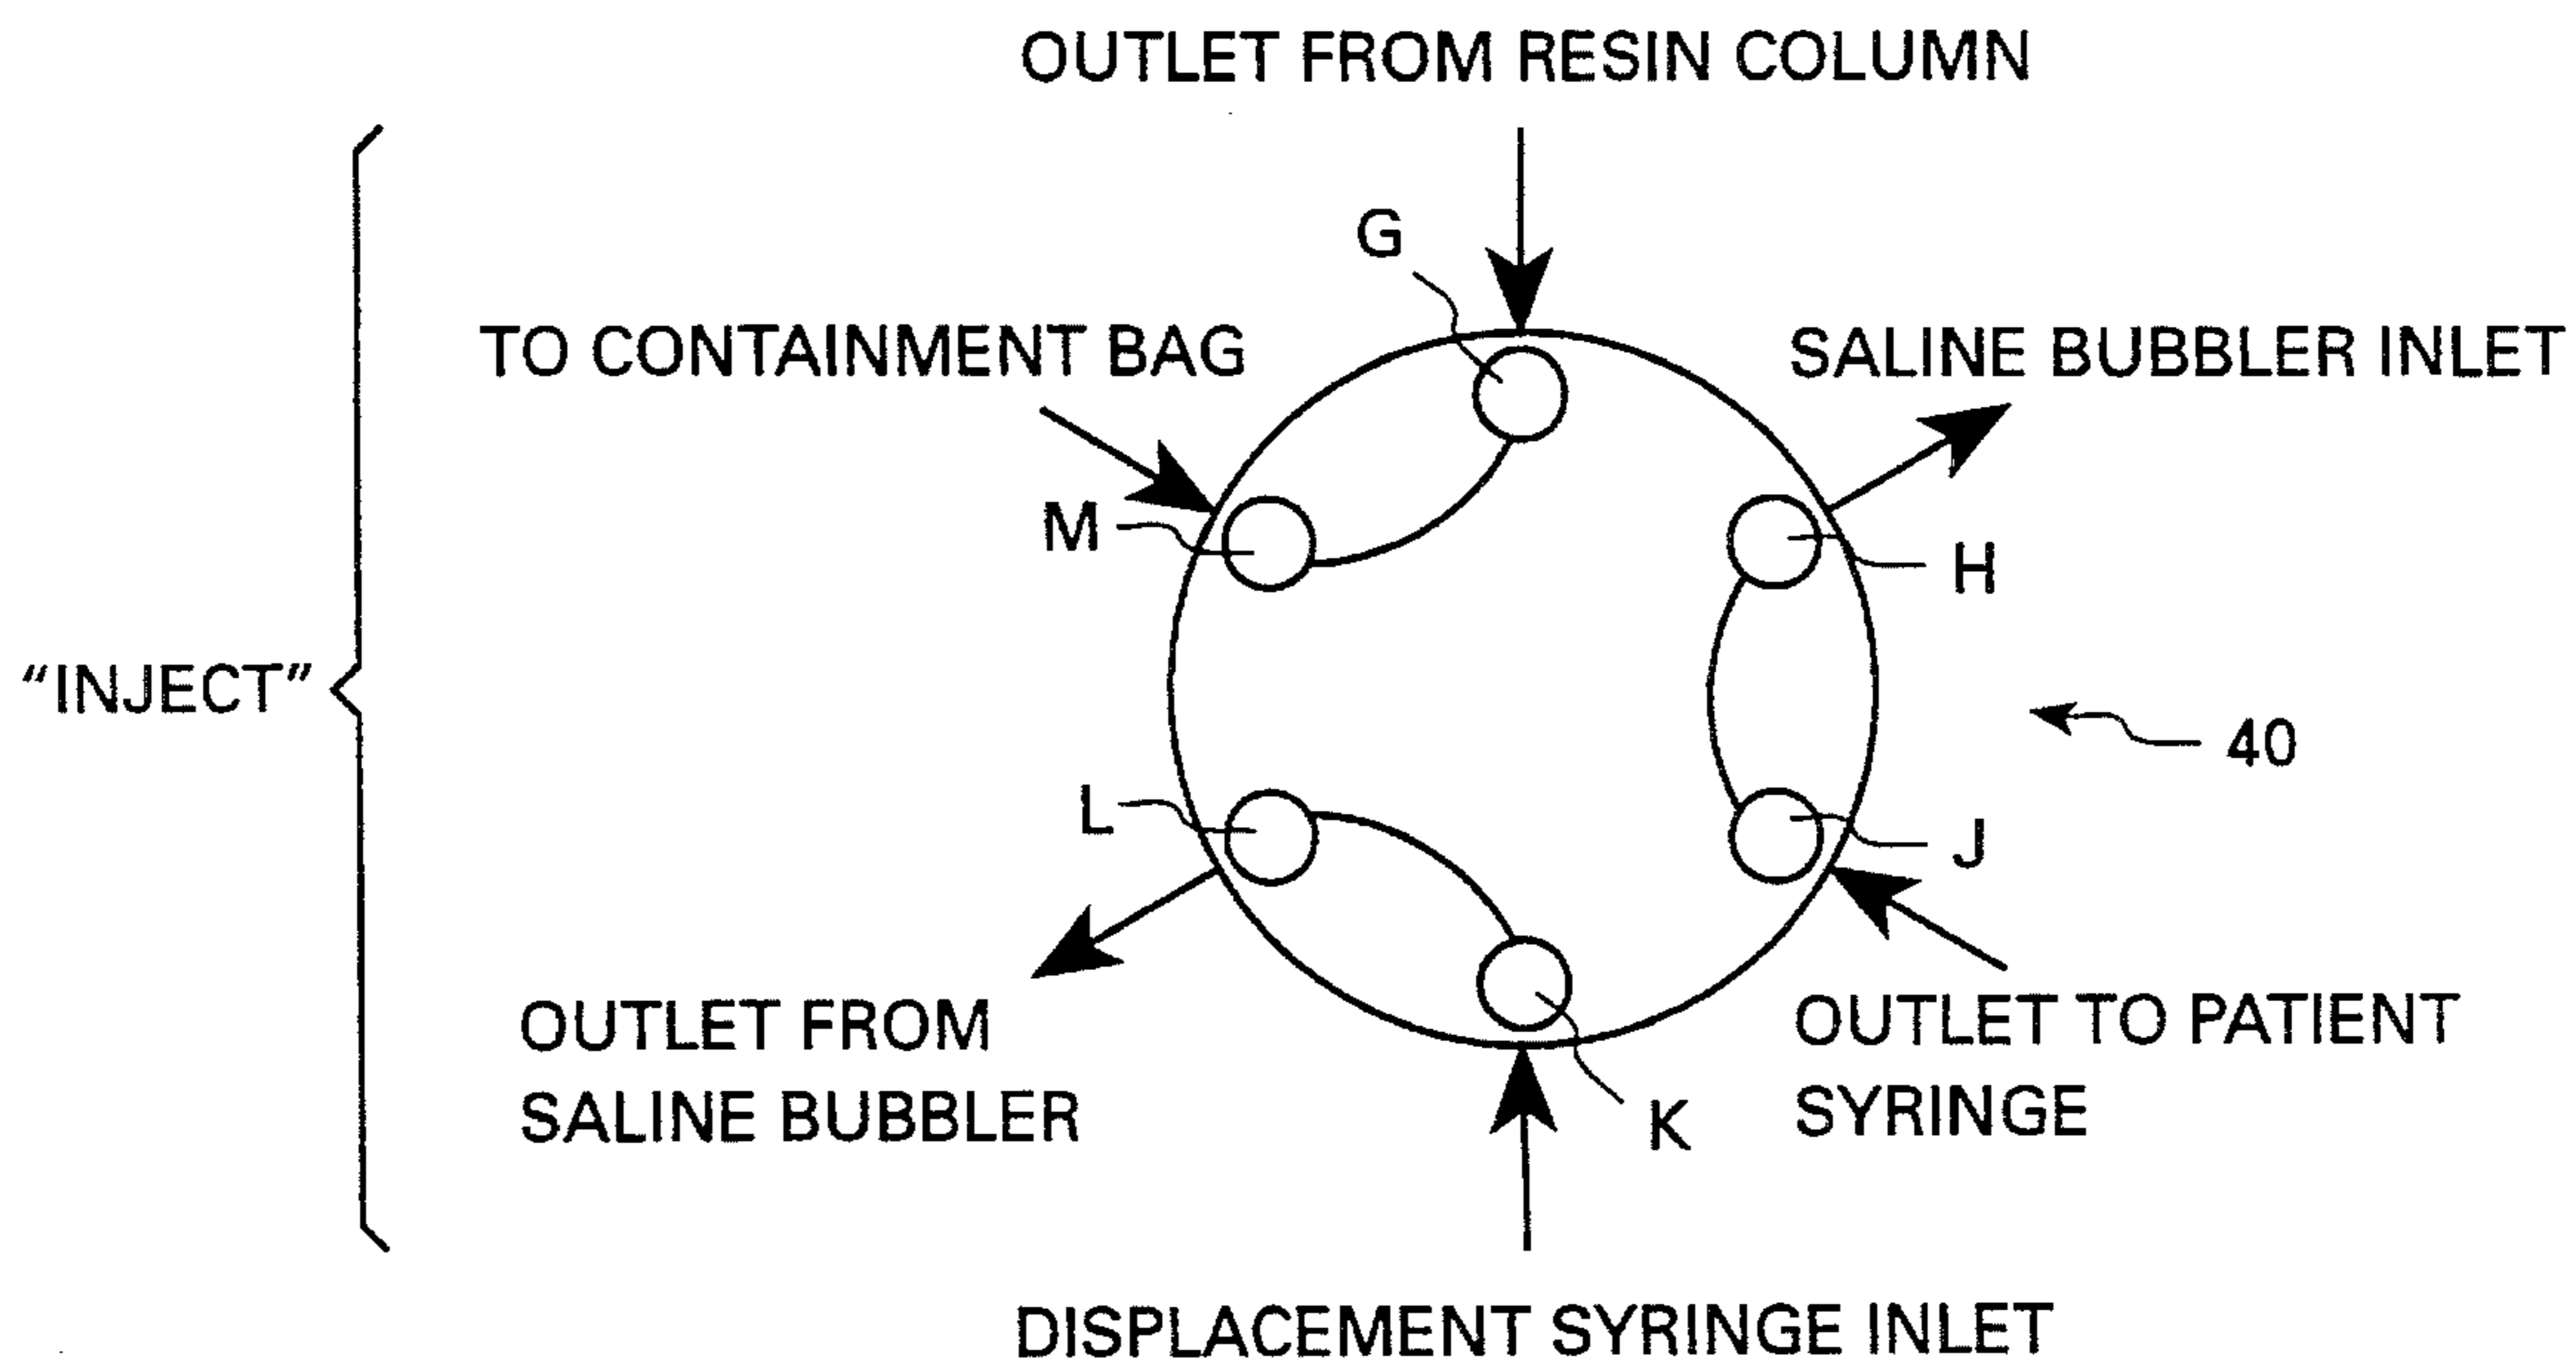 OUTLET FROM RESIN COLUMN
G
TO CONTAINMENT BAG
SALINE BUBBLER INLET
M
H
“INJECT”
40
L
J
OUTLET FROM
SALINE BUBBLER
OUTLET TO PATIENT
SYRINGE
K
DISPLACEMENT SYRINGE INLET